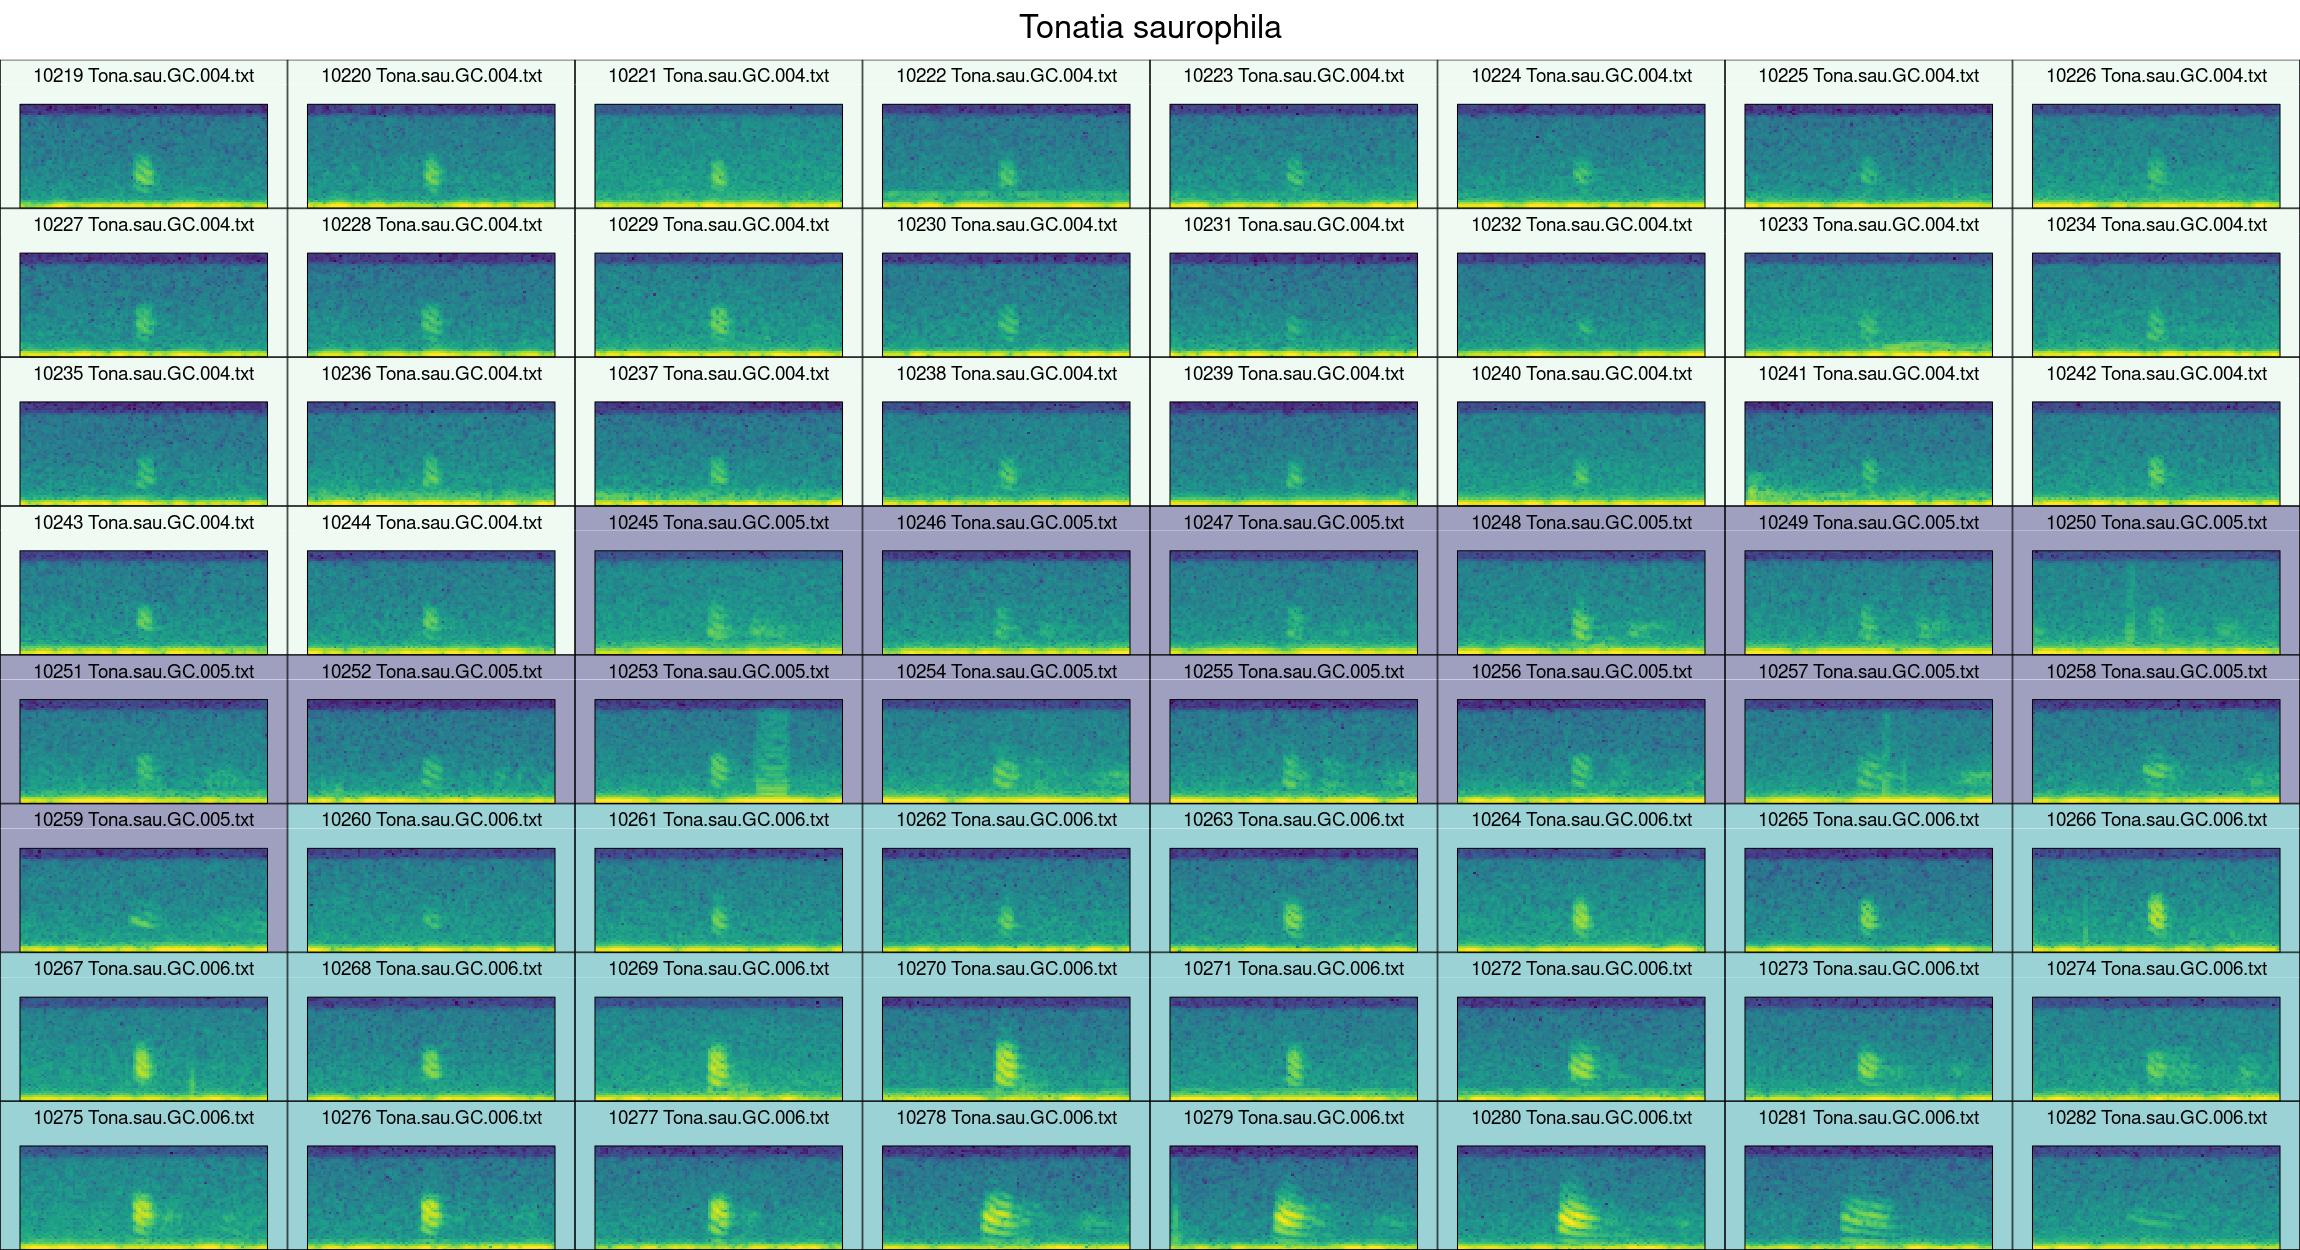 Tonatia saurophila
10219 Tona.sau.GC.004.txt
10220 Tona.sau.GC.004.txt
10221 Tona.sau.GC.004.txt
10222 Tona.sau.GC.004.txt
10223 Tona.sau.GC.004.txt
10224 Tona.sau.GC.004.txt
10225 Tona.sau.GC.004.txt
10226 Tona.sau.GC.004.txt
10227 Tona.sau.GC.004.txt
10228 Tona.sau.GC.004.txt
10229 Tona.sau.GC.004.txt
10230 Tona.sau.GC.004.txt
10231 Tona.sau.GC.004.txt
10232 Tona.sau.GC.004.txt
10233 Tona.sau.GC.004.txt
10234 Tona.sau.GC.004.txt
10235 Tona.sau.GC.004.txt
10236 Tona.sau.GC.004.txt
10237 Tona.sau.GC.004.txt
10238 Tona.sau.GC.004.txt
10239 Tona.sau.GC.004.txt
10240 Tona.sau.GC.004.txt
10241 Tona.sau.GC.004.txt
10242 Tona.sau.GC.004.txt
10243 Tona.sau.GC.004.txt
10244 Tona.sau.GC.004.txt
10245 Tona.sau.GC.005.txt
10246 Tona.sau.GC.005.txt
10247 Tona.sau.GC.005.txt
10248 Tona.sau.GC.005.txt
10249 Tona.sau.GC.005.txt
10250 Tona.sau.GC.005.txt
10251 Tona.sau.GC.005.txt
10252 Tona.sau.GC.005.txt
10253 Tona.sau.GC.005.txt
10254 Tona.sau.GC.005.txt
10255 Tona.sau.GC.005.txt
10256 Tona.sau.GC.005.txt
10257 Tona.sau.GC.005.txt
10258 Tona.sau.GC.005.txt
10259 Tona.sau.GC.005.txt
10260 Tona.sau.GC.006.txt
10261 Tona.sau.GC.006.txt
10262 Tona.sau.GC.006.txt
10263 Tona.sau.GC.006.txt
10264 Tona.sau.GC.006.txt
10265 Tona.sau.GC.006.txt
10266 Tona.sau.GC.006.txt
10267 Tona.sau.GC.006.txt
10268 Tona.sau.GC.006.txt
10269 Tona.sau.GC.006.txt
10270 Tona.sau.GC.006.txt
10271 Tona.sau.GC.006.txt
10272 Tona.sau.GC.006.txt
10273 Tona.sau.GC.006.txt
10274 Tona.sau.GC.006.txt
10275 Tona.sau.GC.006.txt
10276 Tona.sau.GC.006.txt
10277 Tona.sau.GC.006.txt
10278 Tona.sau.GC.006.txt
10279 Tona.sau.GC.006.txt
10280 Tona.sau.GC.006.txt
10281 Tona.sau.GC.006.txt
10282 Tona.sau.GC.006.txt